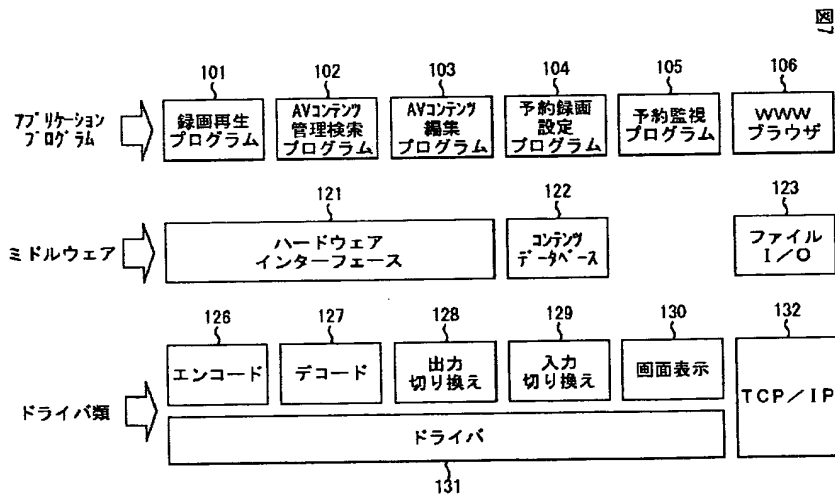 図7
101
102
103
104
105
106
アプリケーション
プログラム
録画再生
プログラム
AVコンテンツ
管理検索
プログラム
AVコンテンツ
編集
プログラム
予約録画
設定
プログラム
予約監視
プログラム
WWW
ブラウザ
121
122
123
ミドルウェア
ハードウェア
インターフェース
コンテンツ
データベース
ファイル
I/O
126
127
128
129
130
132
ドライバ類
エンコード
デコード
出力
切り換え
入力
切り換え
画面表示
TCP/IP
ドライバ
131